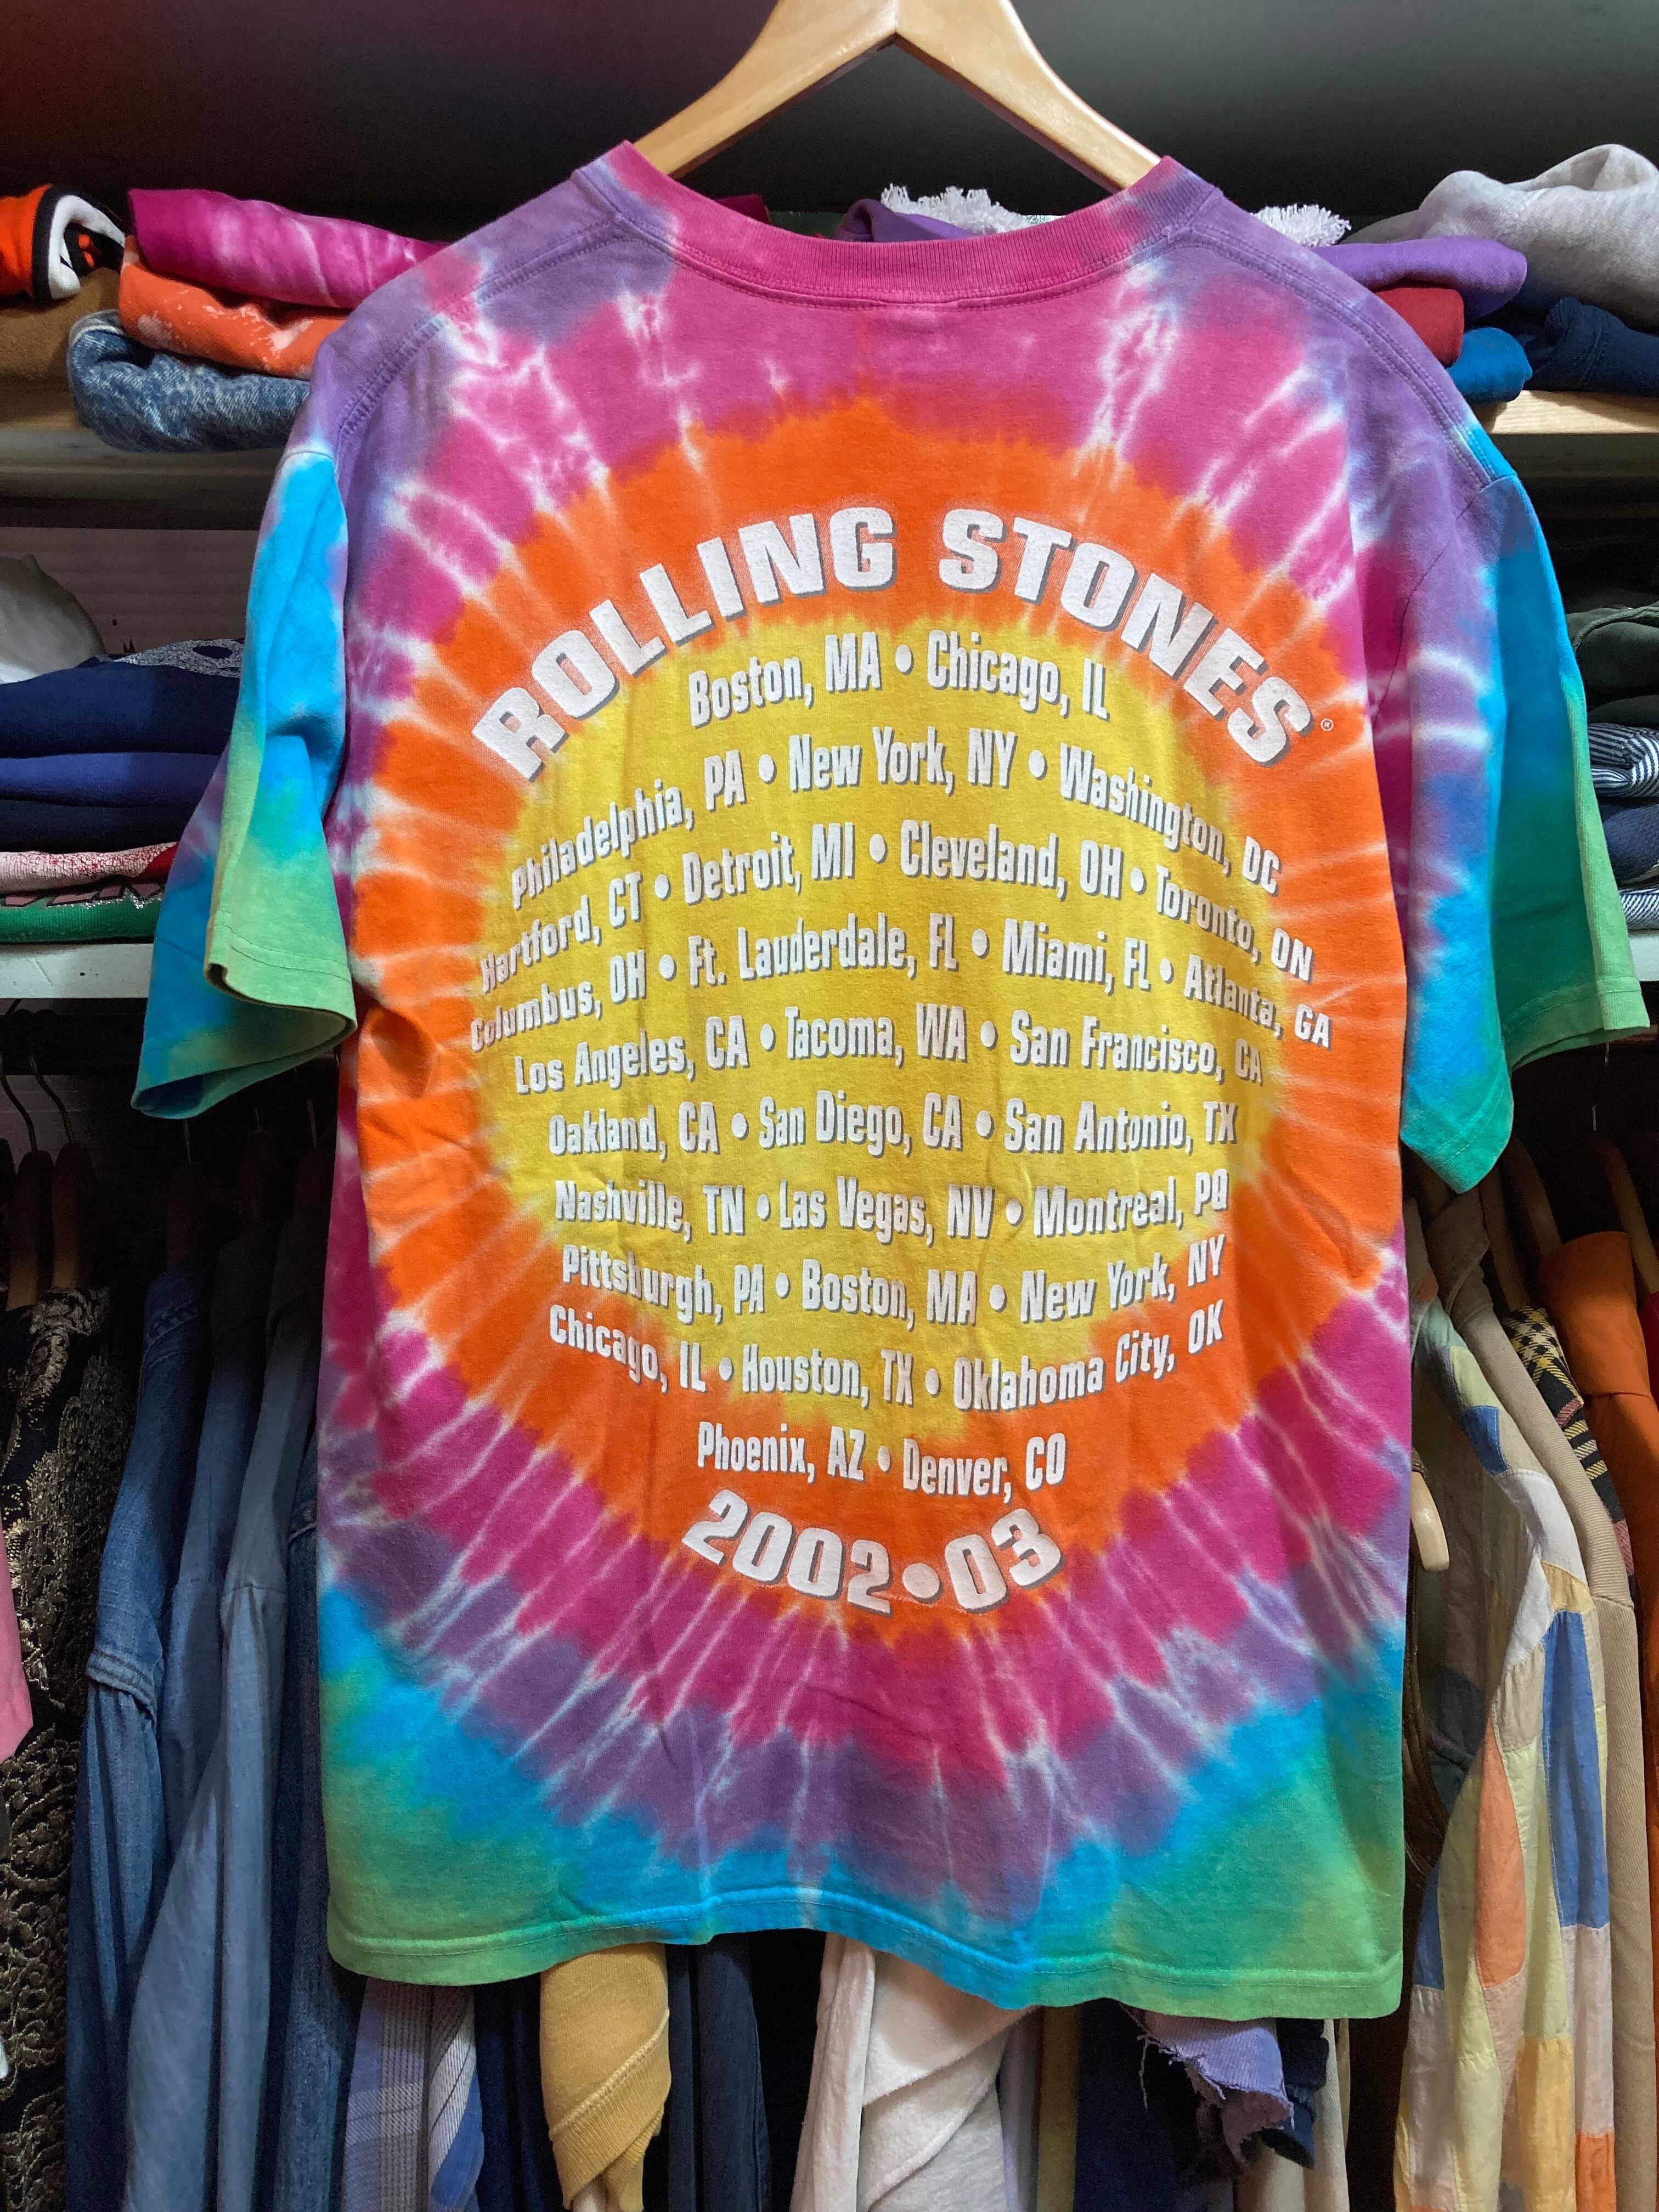 ROLLING STONES®
Boston, MA • Chicago, IL
Philadelphia, PA • New York, NY • Washington, DC
Hartford, CT • Detroit, MI • Cleveland, OH • Toronto, ON
Columbus, OH • Ft. Lauderdale, FL • Miami, FL • Atlanta, GA
Los Angeles, CA • Tacoma, WA • San Francisco, CA
Oakland, CA • San Diego, CA • San Antonio, TX
Nashville, TN • Las Vegas, NV • Montreal, PQ
Pittsburgh, PA • Boston, MA • New York, NY
Chicago, IL • Houston, TX • Oklahoma City, OK
Phoenix, AZ • Denver, CO
2002•03